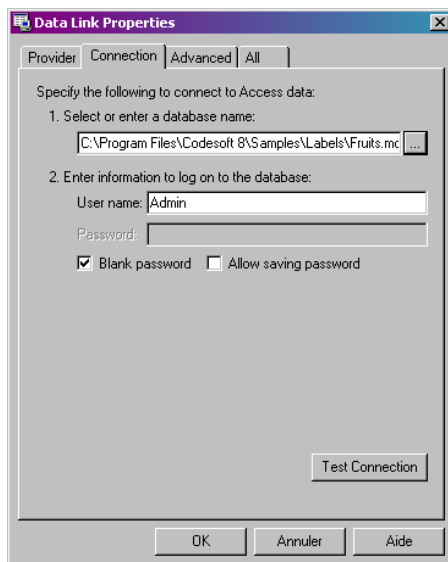 Data Link Properties
Provider Connection Advanced All
Specify the following to connect to Access data:
1. Select or enter a database name:
C:\Program Files\Codesoft 8\Samples\Labels\Fruits.mc ...
2. Enter information to log on to the database:
User name: Admin
Password:
Blank password Allow saving password
Test Connection
OK Annuler Aide